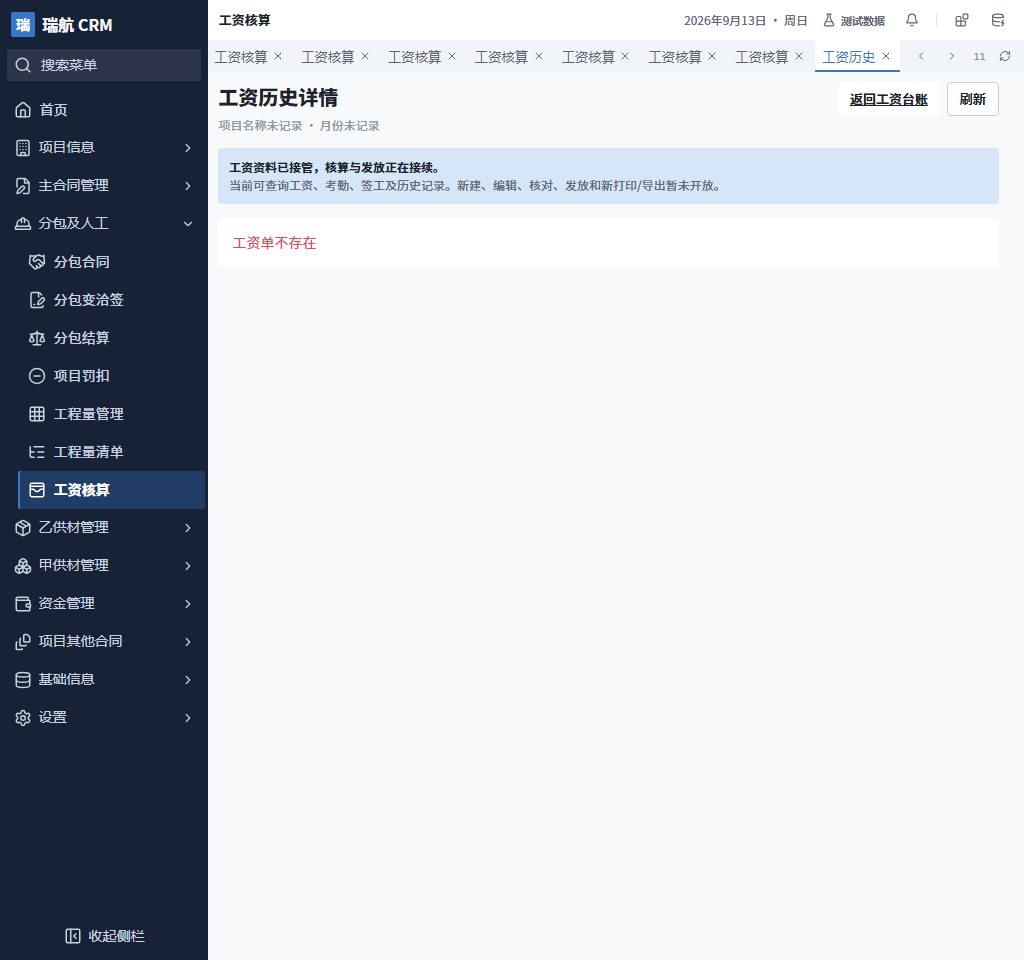 瑞 瑞航 CRM
搜索菜单
首页
项目信息
主合同管理
分包及人工
分包合同
分包变洽签
分包结算
项目罚扣
工程量管理
工程量清单
工资核算
乙供材管理
甲供材管理
资金管理
项目其他合同
基础信息
设置
收起侧栏
工资核算 2026年9月13日 · 周日 测试数据
工资核算 工资核算 工资核算 工资核算 工资核算 工资核算 工资核算 工资历史 11
工资历史详情 返回工资台账 刷新
项目名称未记录 · 月份未记录
工资资料已接管，核算与发放正在接续。
当前可查询工资、考勤、签工及历史记录。新建、编辑、核对、发放和新打印/导出暂未开放。
工资单不存在